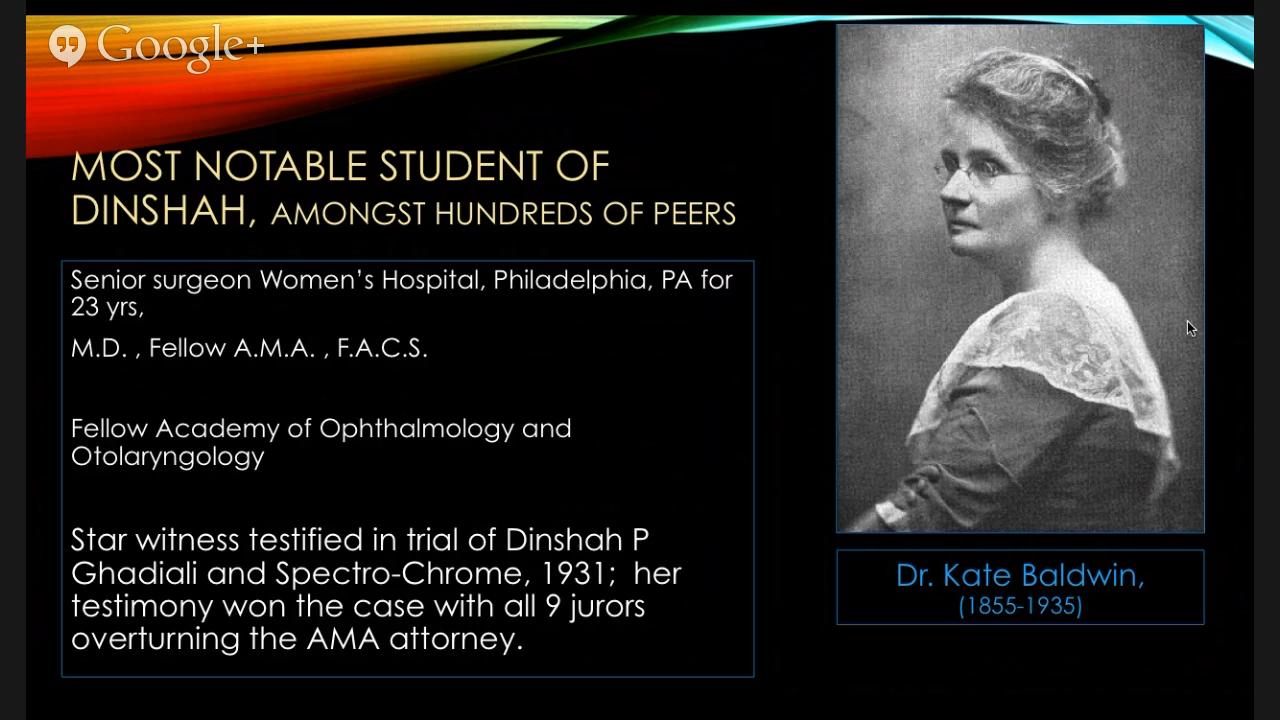 Google+
MOST NOTABLE STUDENT OF
DINSHAH, AMONGST HUNDREDS OF PEERS
Senior surgeon Women’s Hospital, Philadelphia, PA for
23 yrs,
M.D. , Fellow A.M.A. , F.A.C.S.
Fellow Academy of Ophthalmology and
Otolaryngology
Star witness testified in trial of Dinshah P
Ghadiali and Spectro-Chrome, 1931;  her
testimony won the case with all 9 jurors
overturning the AMA attorney.
Dr. Kate Baldwin,
(1855-1935)